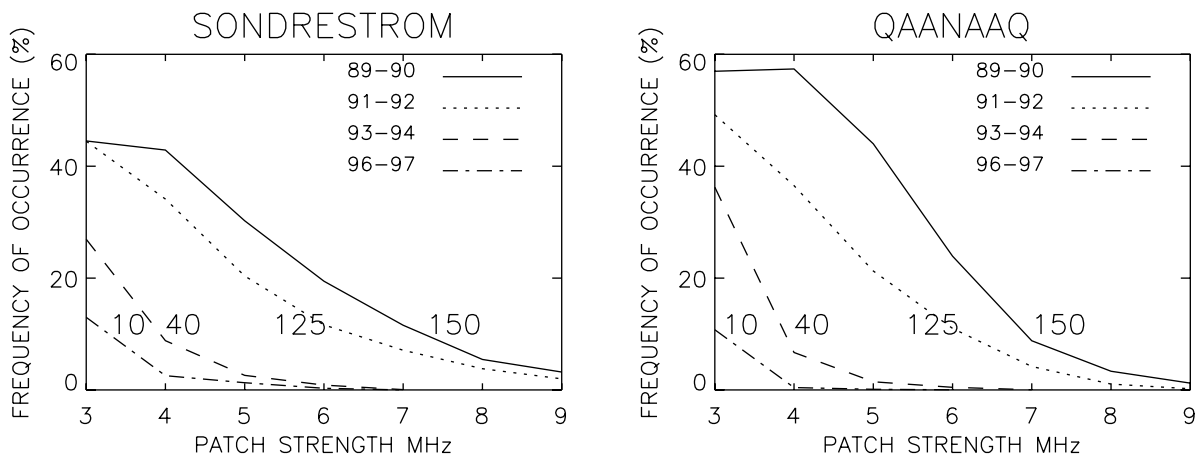 SONDRESTROM
FREQUENCY OF OCCURRENCE (%)
60
40
20
0
89-90
91-92
93-94
96-97
10 40 125 150
3 4 5 6 7 8 9
PATCH STRENGTH MHz
QAANAAQ
FREQUENCY OF OCCURRENCE (%)
60
40
20
0
89-90
91-92
93-94
96-97
10 40 125 150
3 4 5 6 7 8 9
PATCH STRENGTH MHz